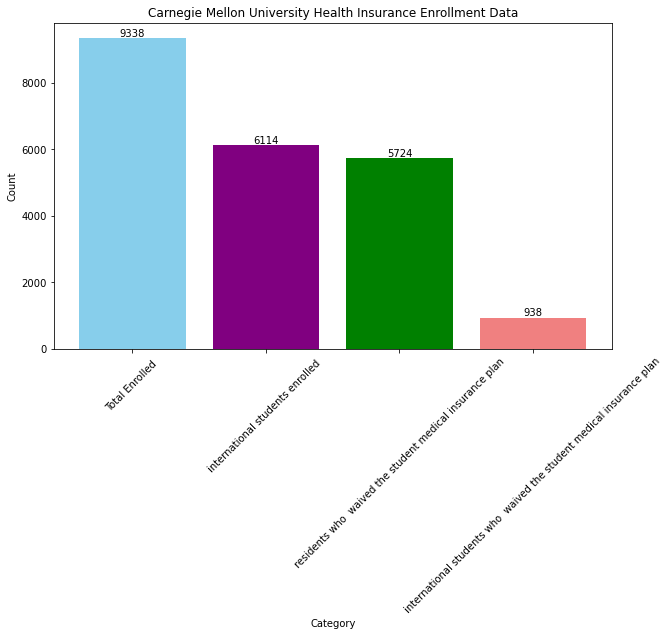 Carnegie Mellon University Health Insurance Enrollment Data
9338
8000
6114
6000
5724
Count
4000
2000
938
0
Total Enrolled
international students enrolled
residents who  waived the student medical insurance plan
international students who  waived the student medical insurance plan
Category